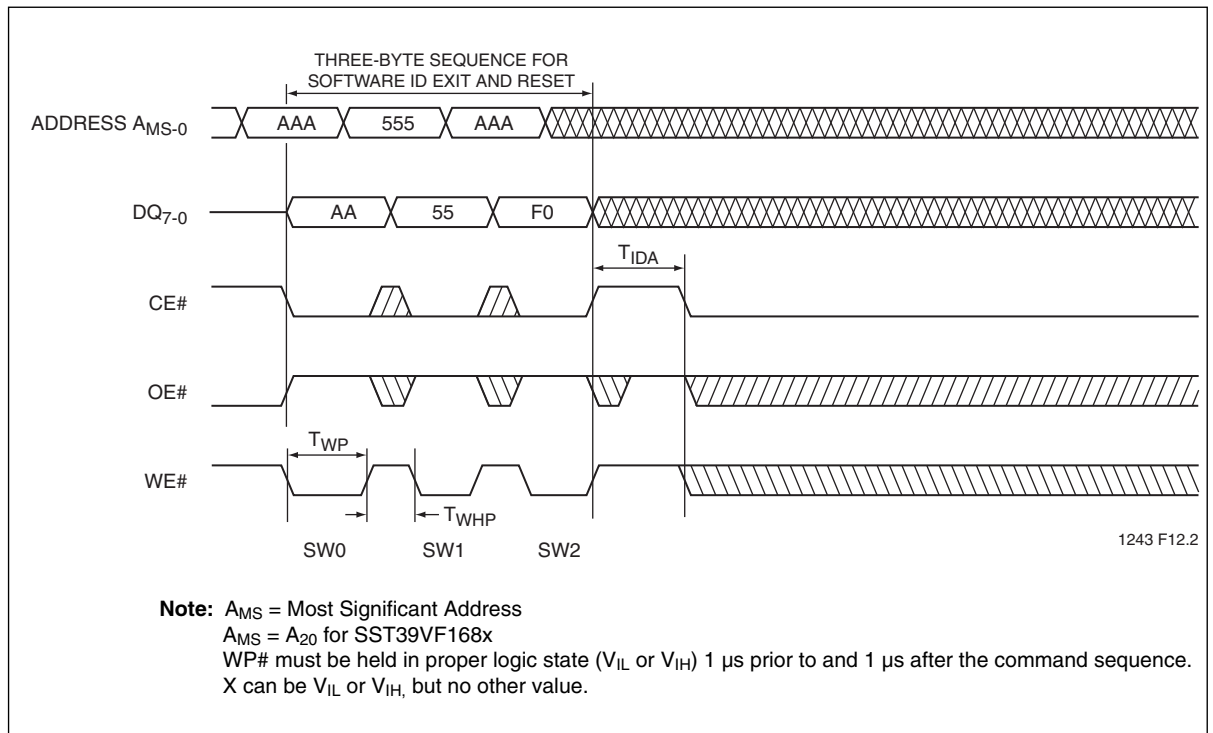 THREE-BYTE SEQUENCE FOR
SOFTWARE ID EXIT AND RESET
ADDRESS AMS-0 AAA 555 AAA
DQ7-0 AA 55 F0
TIDA
CE#
OE#
TWP
WE#
TWHP
SW0 SW1 SW2
1243 F12.2
Note: AMS = Most Significant Address
AMS = A20 for SST39VF168x
WP# must be held in proper logic state (VIL or VIH) 1 µs prior to and 1 µs after the command sequence.
X can be VIL or VIH, but no other value.